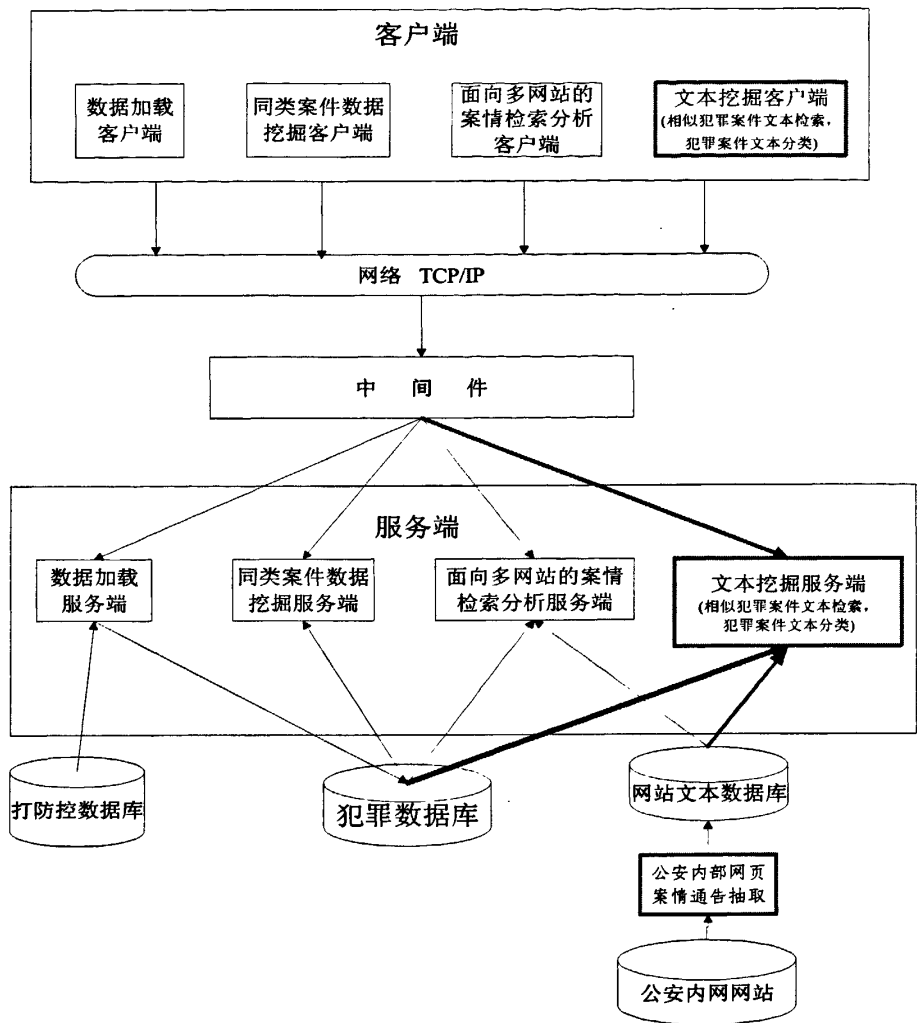 客户端
数据加载
客户端
同类案件数据
挖掘客户端
面向多网站的
案情检索分析
客户端
文本挖掘客户端
(相似犯罪案件文本检索，
犯罪案件文本分类)
网络 TCP/IP
中 间 件
服务端
数据加载
服务端
同类案件数据
挖掘服务端
面向多网站的案情
检索分析服务端
文本挖掘服务端
(相似犯罪案件文本检索，
犯罪案件文本分类)
打防控数据库
犯罪数据库
网站文本数据库
公安内部网页
案情通告抽取
公安内网网站